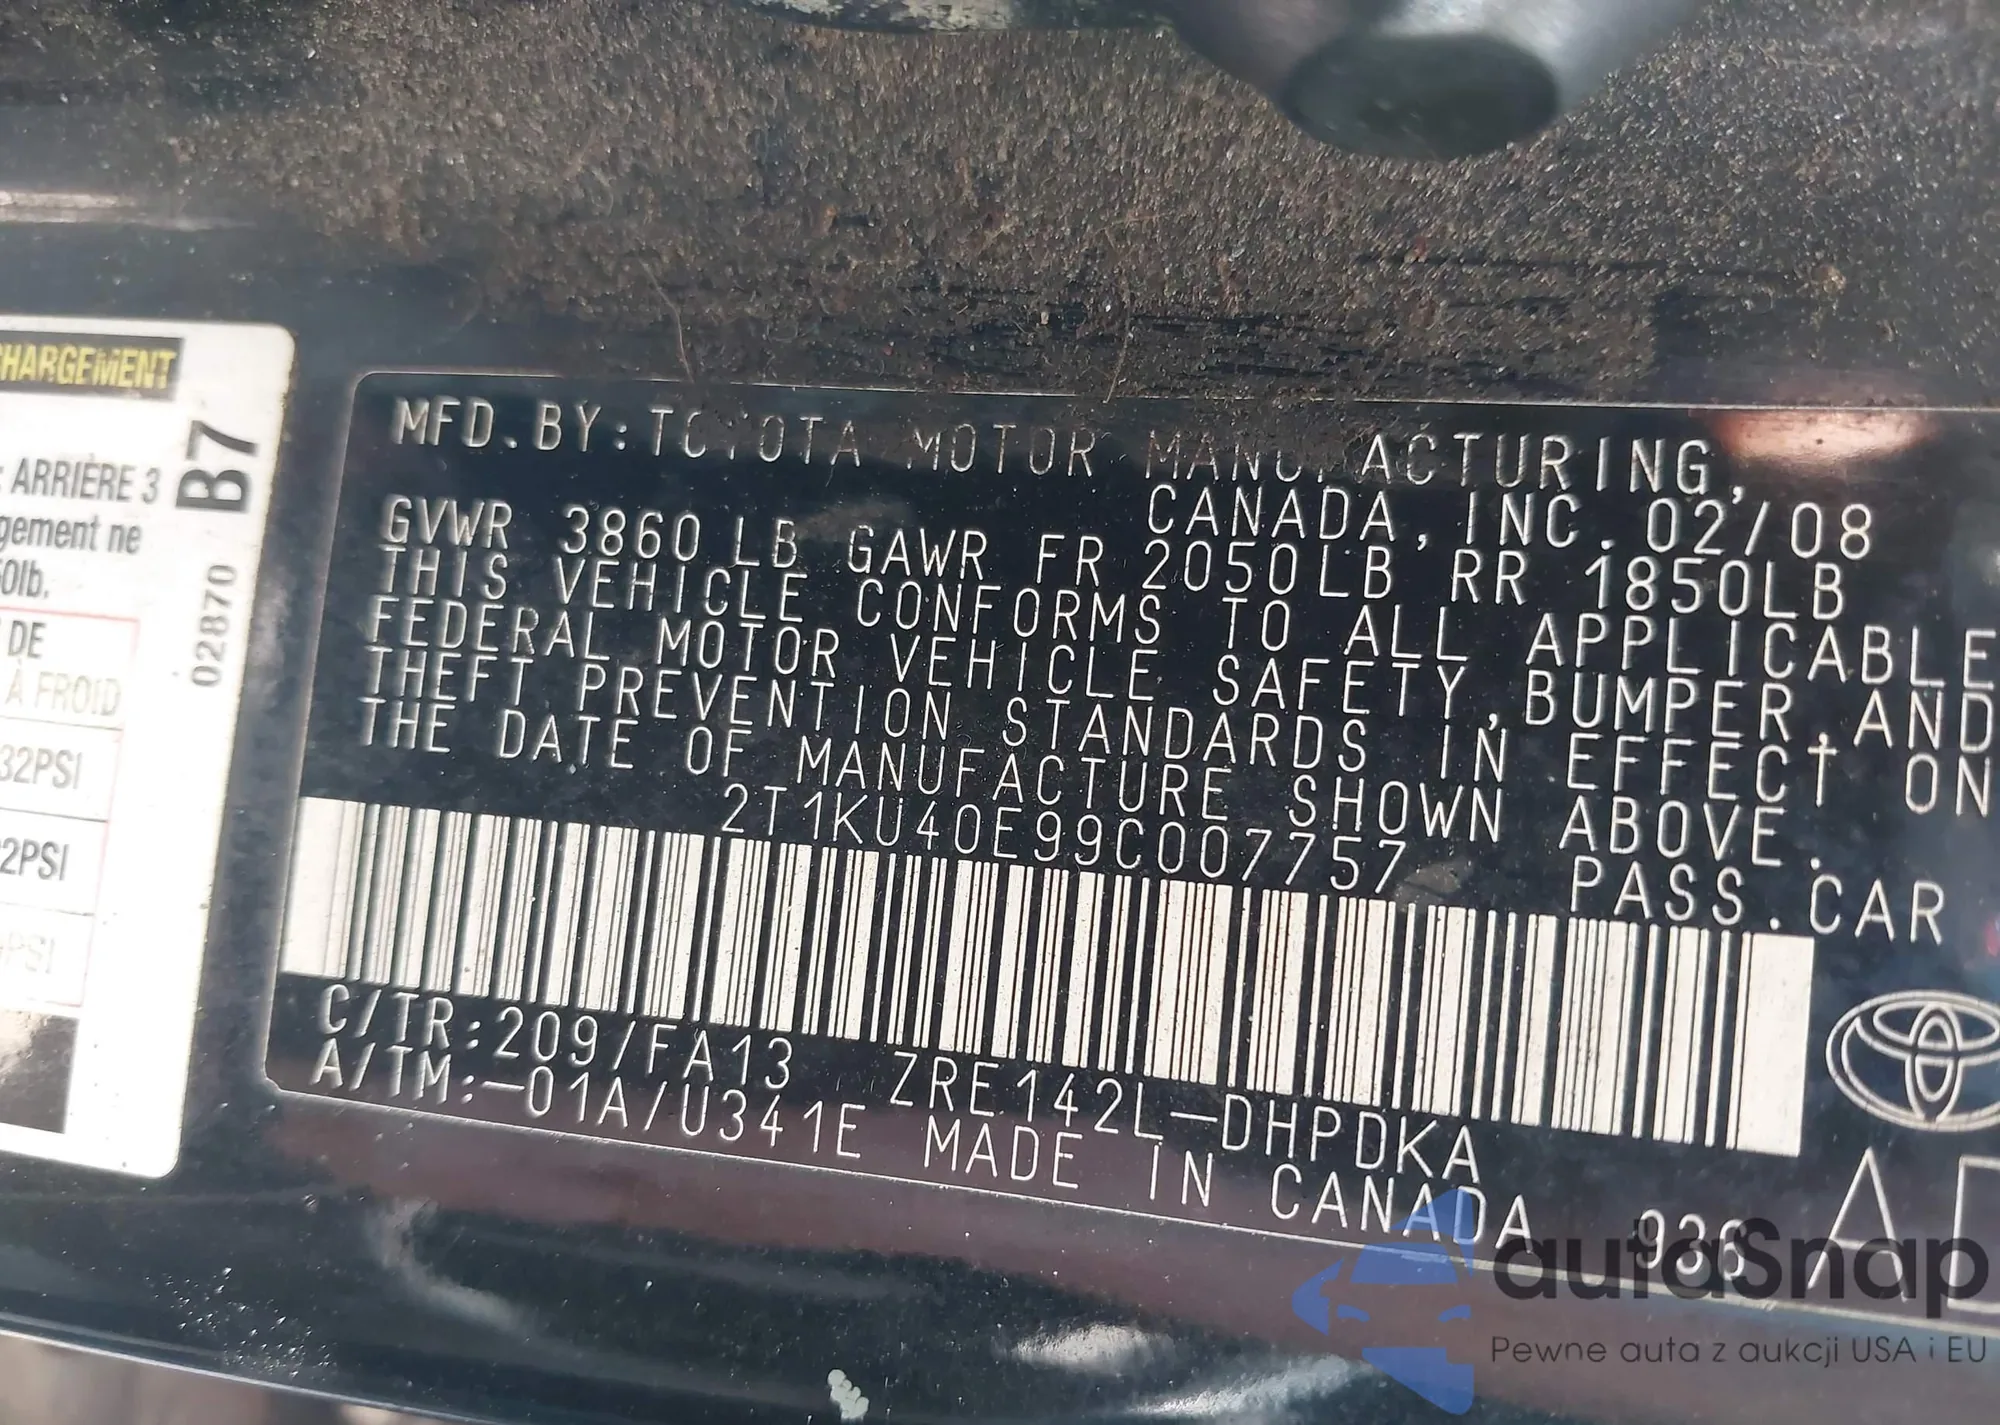 HARGEMENT
: ARRIÈRE 3
gement ne
0lb.
DE
À FROID
32PSI
2PSI
PSI
B7
02870
MFD.BY:TOYOTA MOTOR MANUFACTURING,
CANADA,INC.02/08
GVWR 3860 LB GAWR FR 2050LB RR 1850LB
THIS VEHICLE CONFORMS TO ALL APPLICABLE
FEDERAL MOTOR VEHICLE SAFETY,BUMPER,AND
THEFT PREVENTION STANDARDS IN EFFECT ON
THE DATE OF MANUFACTURE SHOWN ABOVE.
2T1KU40E99C007757 PASS.CAR
C/TR:209/FA13 ZRE142L-DHPDKA
A/TM:-01A/U341E MADE IN CANADA 936
autaSnap
Pewne auta z aukcji USA i EU